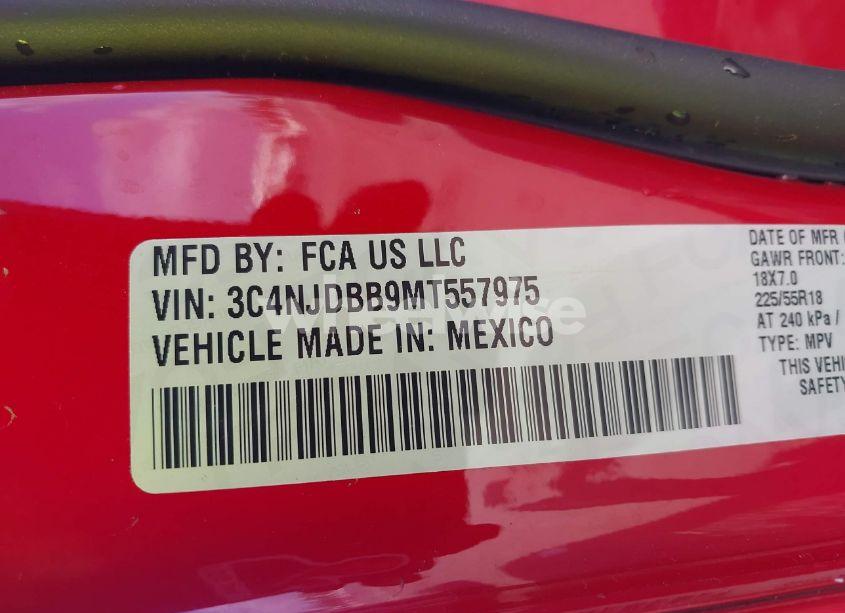 MFD BY: FCA US LLC
VIN: 3C4NJDBB9MT557975
VEHICLE MADE IN: MEXICO
wheelwise
DATE OF MFR
GAWR FRONT:
18X7.0
225/55R18
AT 240 kPa /
TYPE: MPV
THIS VEHI
SAFETY